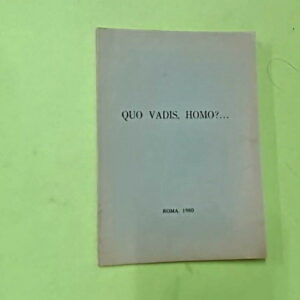 QUO VADIS, HOMO?...
ROMA, 1980